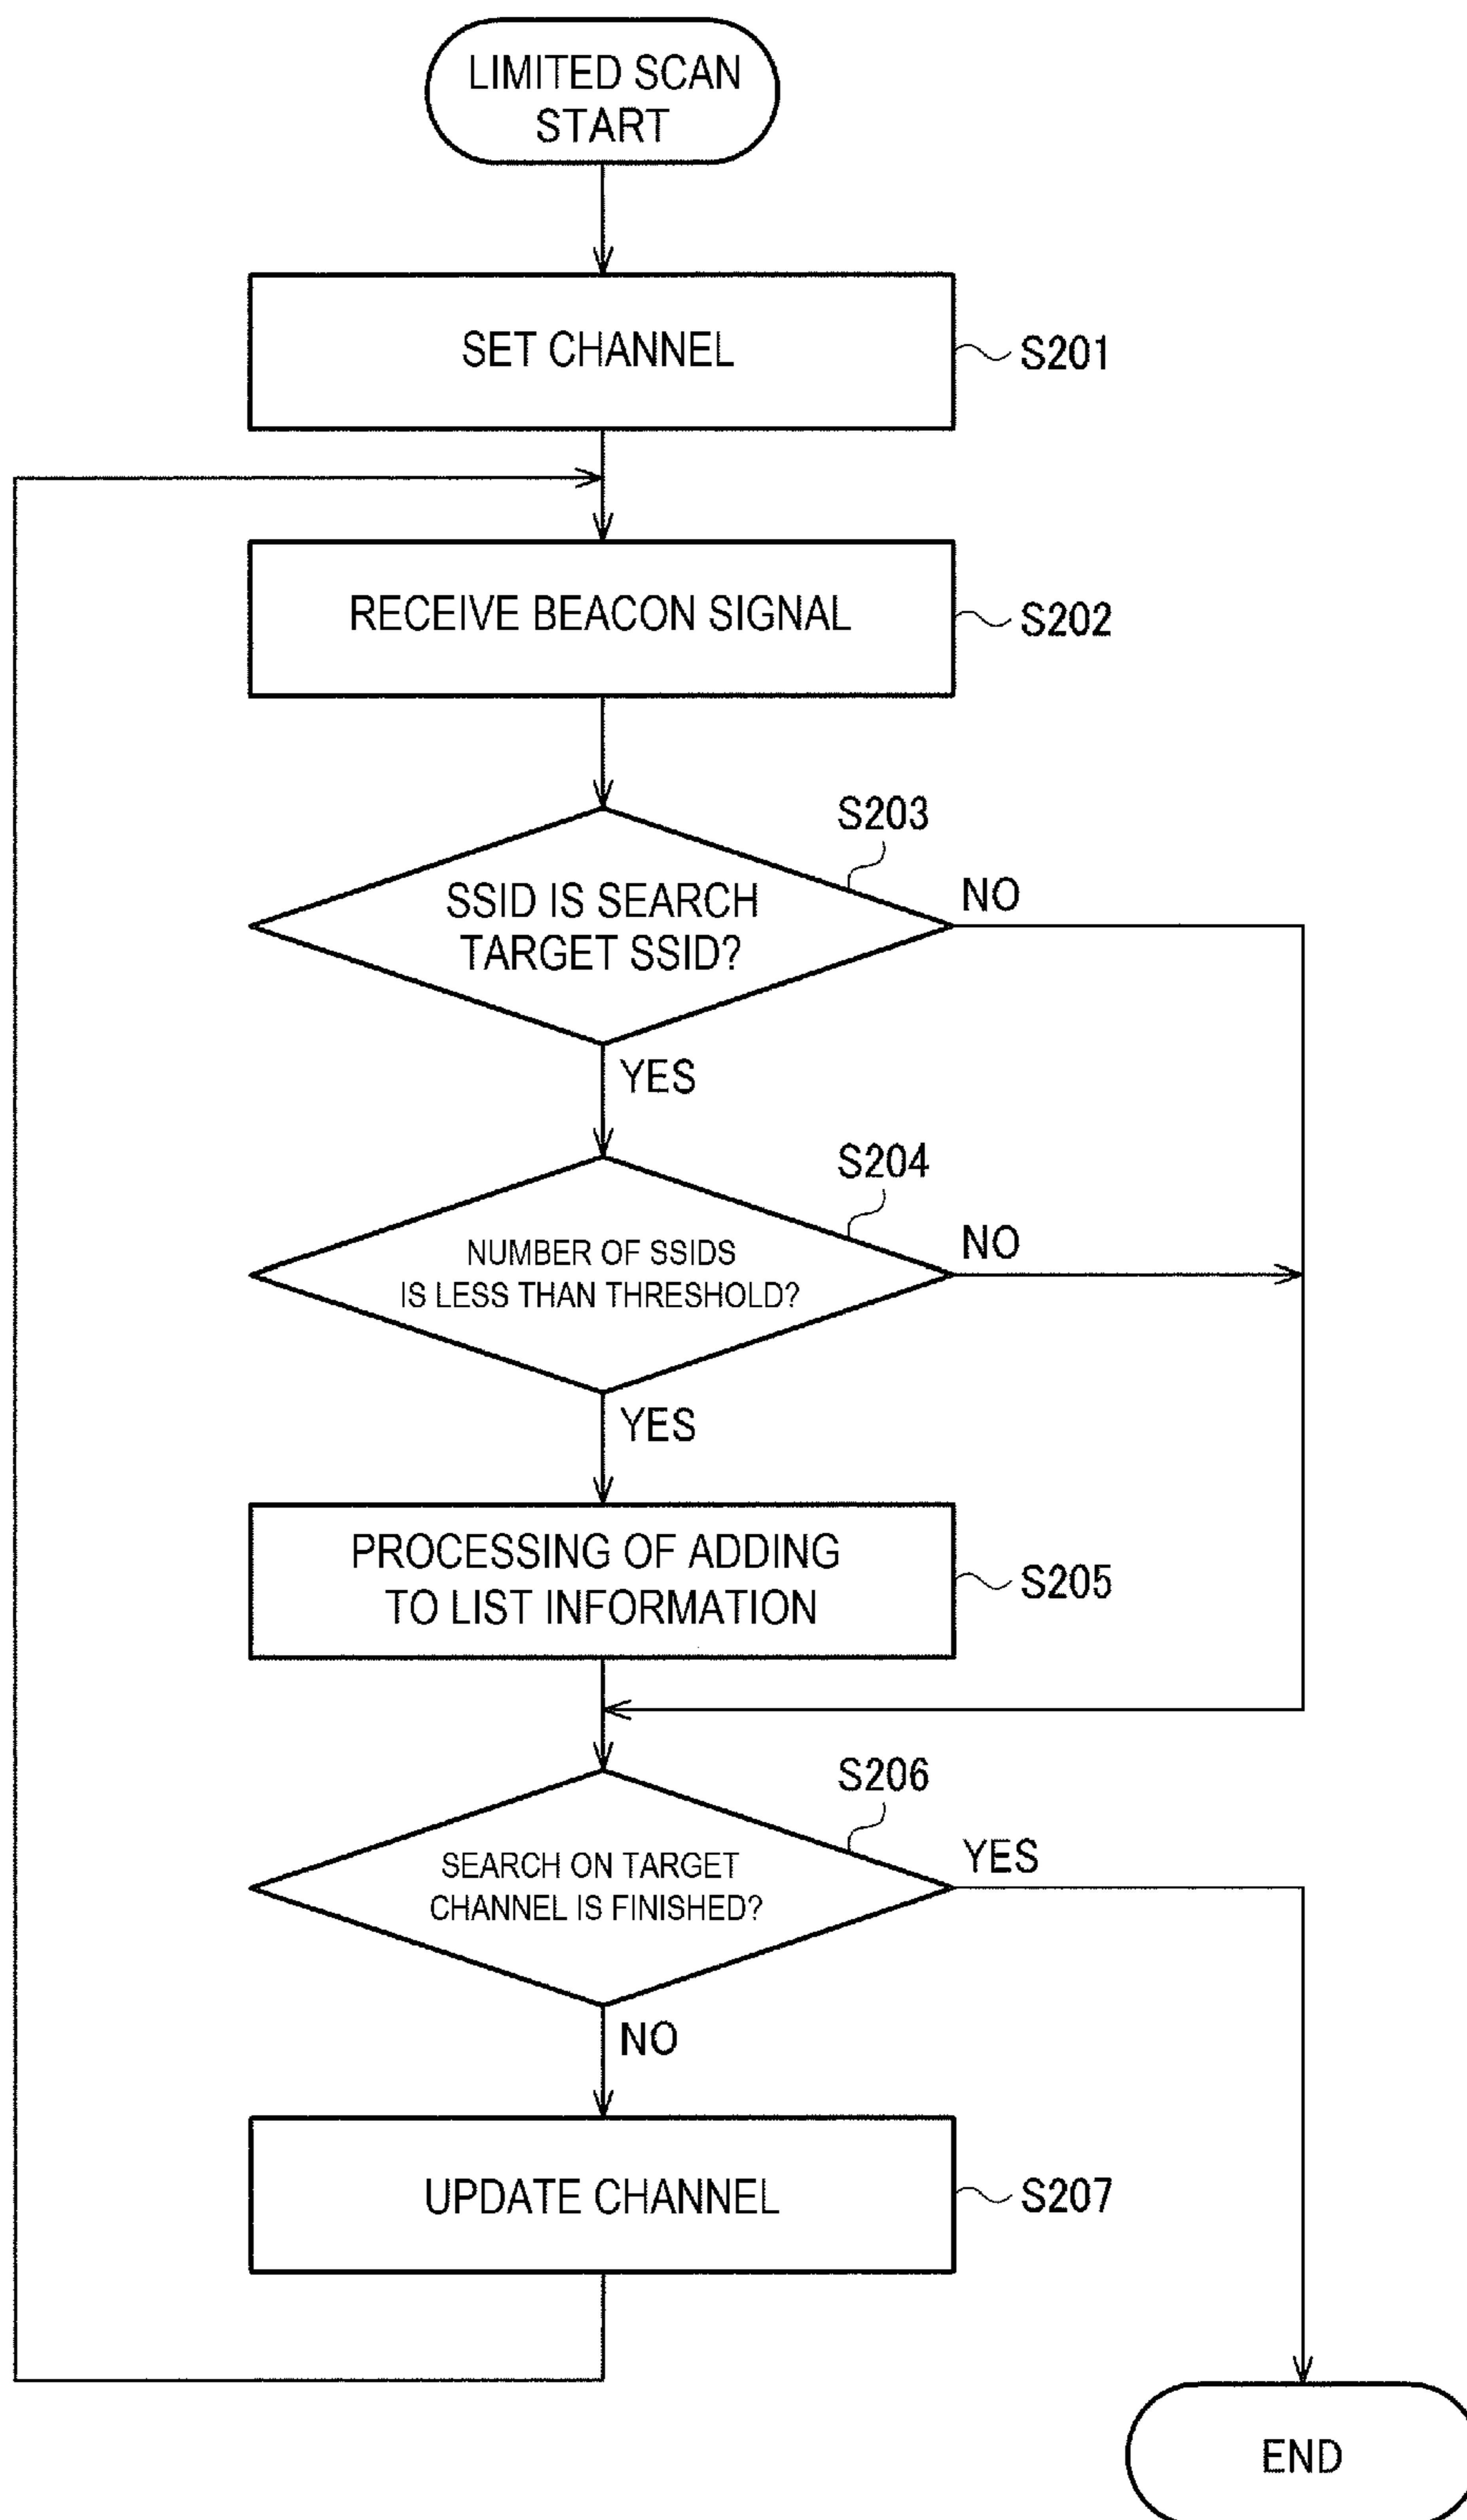 LIMITED SCAN
START
SET CHANNEL
S201
RECEIVE BEACON SIGNAL
S202
S203
SSID IS SEARCH
TARGET SSID?
NO
YES
S204
NUMBER OF SSIDS
IS LESS THAN THRESHOLD?
NO
YES
PROCESSING OF ADDING
TO LIST INFORMATION
S205
S206
SEARCH ON TARGET
CHANNEL IS FINISHED?
YES
NO
UPDATE CHANNEL
S207
END